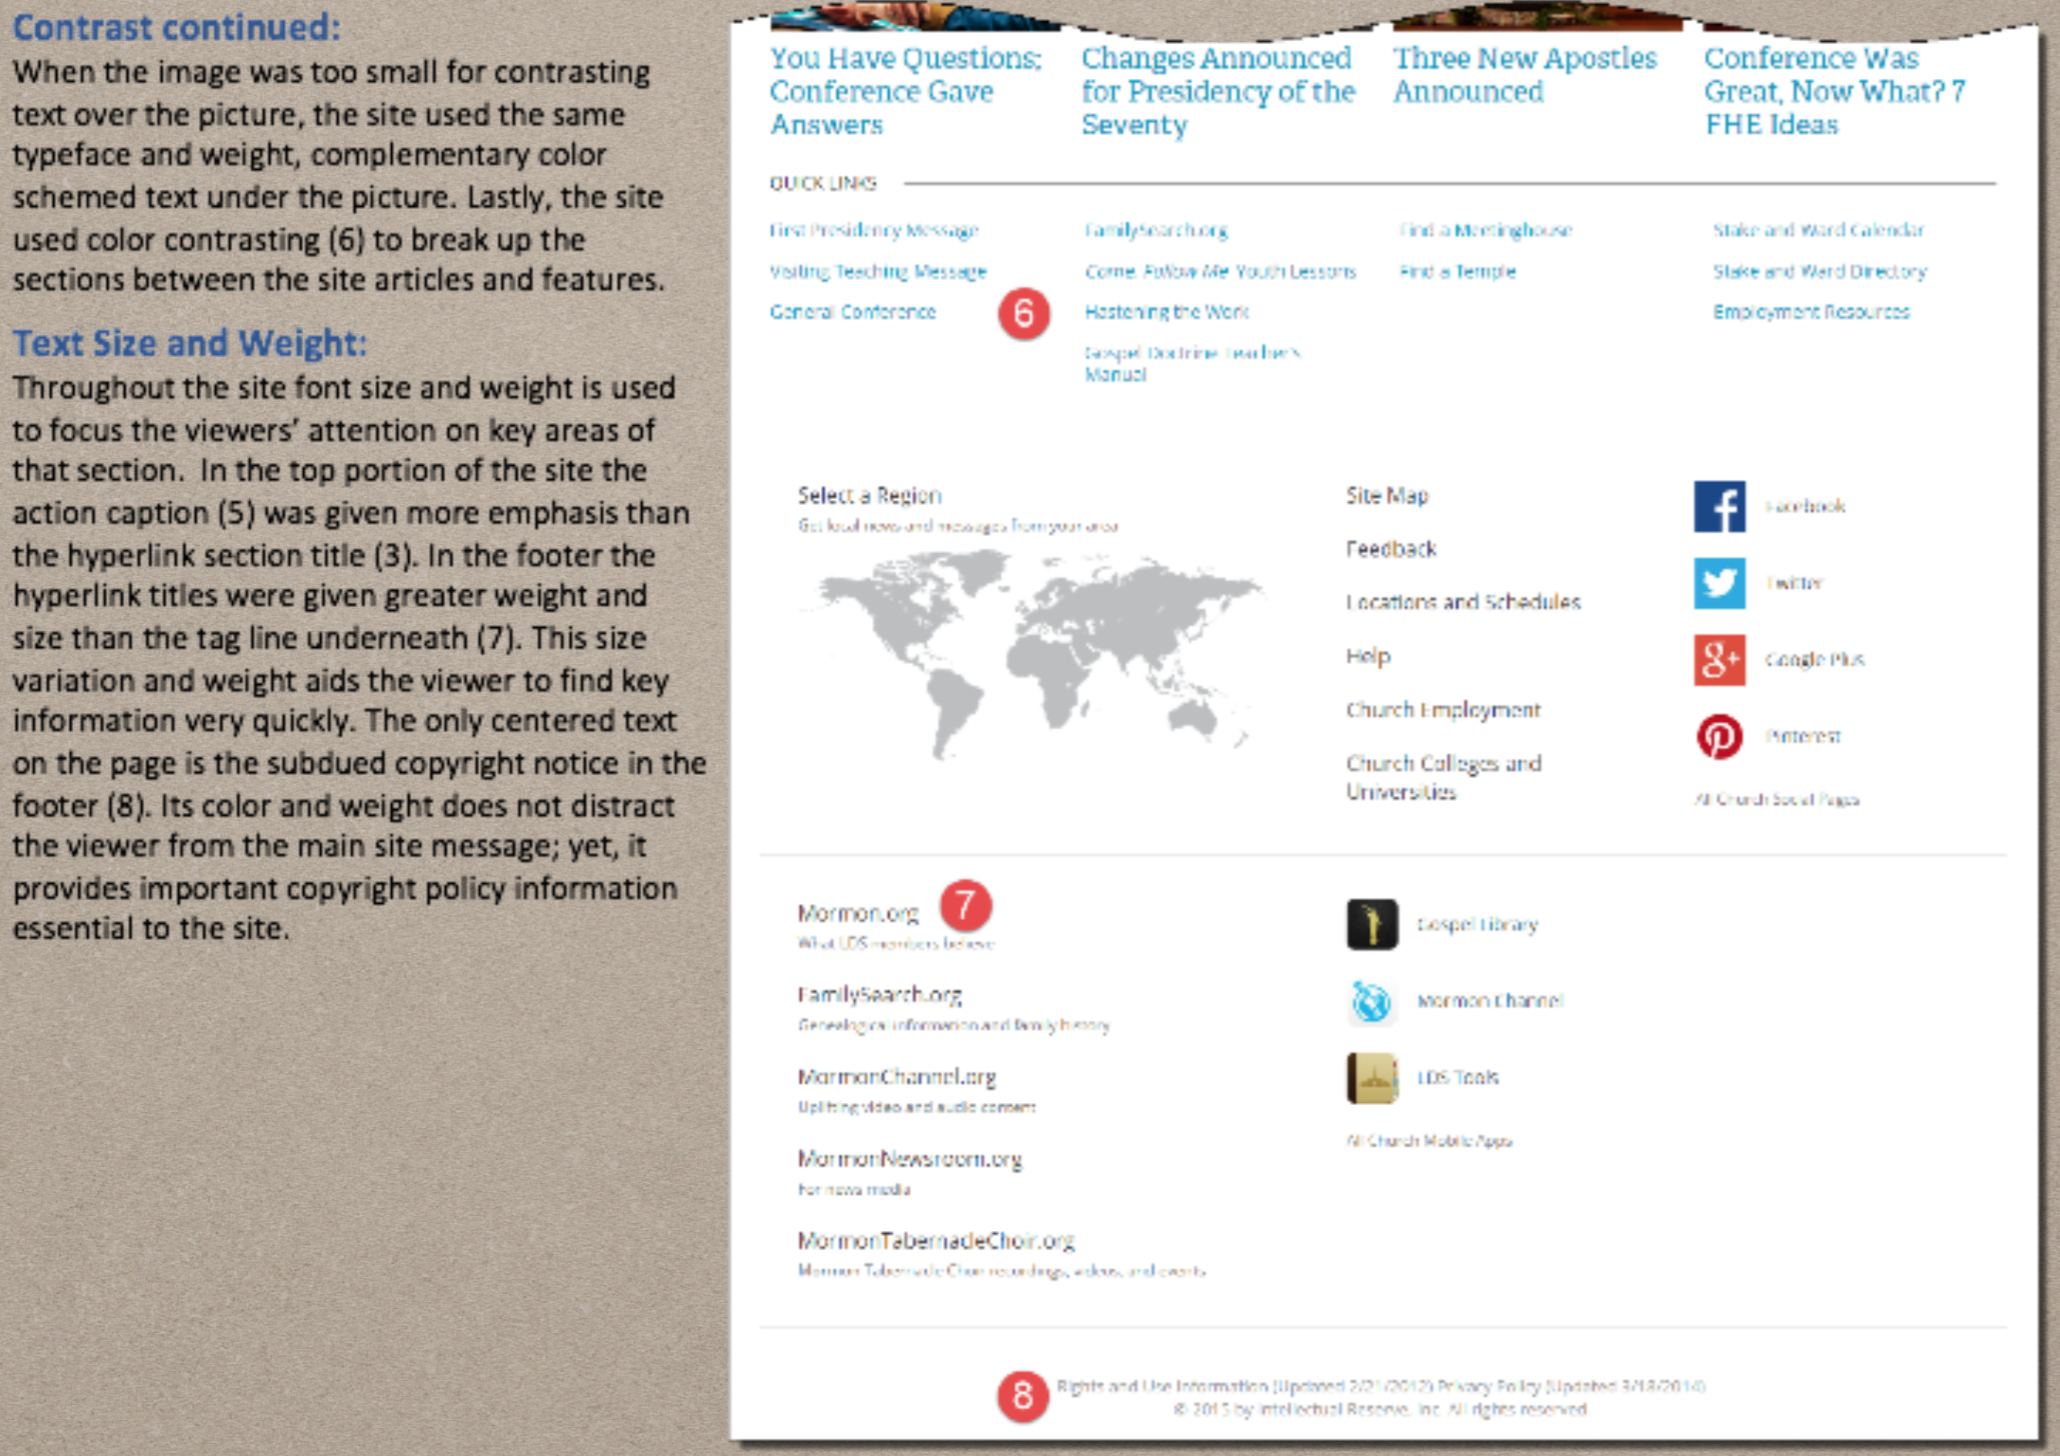 Contrast continued:
When the image was too small for contrasting
text over the picture, the site used the same
typeface and weight, complementary color
schemed text under the picture. Lastly, the site
used color contrasting (6) to break up the
sections between the site articles and features.
Text Size and Weight:
Throughout the site font size and weight is used
to focus the viewers’ attention on key areas of
that section.  In the top portion of the site the
action caption (5) was given more emphasis than
the hyperlink section title (3). In the footer the
hyperlink titles were given greater weight and
size than the tag line underneath (7). This size
variation and weight aids the viewer to find key
information very quickly. The only centered text
on the page is the subdued copyright notice in the
footer (8). Its color and weight does not distract
the viewer from the main site message; yet, it
provides important copyright policy information
essential to the site.
You Have Questions;
Conference Gave
Answers
Changes Announced
for Presidency of the
Seventy
Three New Apostles
Announced
Conference Was
Great, Now What? 7
FHE Ideas
QUICK LINKS
First Presidency Message
Visiting Teaching Message
General Conference
6
FamilySearch.org
Come, Follow Me Youth Lessons
Hastening the Work
Gospel Doctrine Teacher's
Manual
Find a Meetinghouse
Find a Temple
Stake and Ward Calendar
Stake and Ward Directory
Employment Resources
Select a Region
Get local news and messages from your area
Site Map
Feedback
Locations and Schedules
Help
Church Employment
Church Colleges and
Universities
Facebook
Twitter
Google Plus
Pinterest
All Church Social Pages
Mormon.org
7
What LDS members believe
FamilySearch.org
Genealogical information and family history
MormonChannel.org
Uplifting video and audio content
MormonNewsroom.org
For news media
MormonTabernacleChoir.org
Mormon Tabernacle Choir recordings, videos, and events
Gospel Library
Mormon Channel
LDS Tools
All Church Mobile Apps
8
Rights and Use Information (Updated 2/21/2012) Privacy Policy (Updated 3/18/2014)
© 2015 by Intellectual Reserve, Inc. All rights reserved.